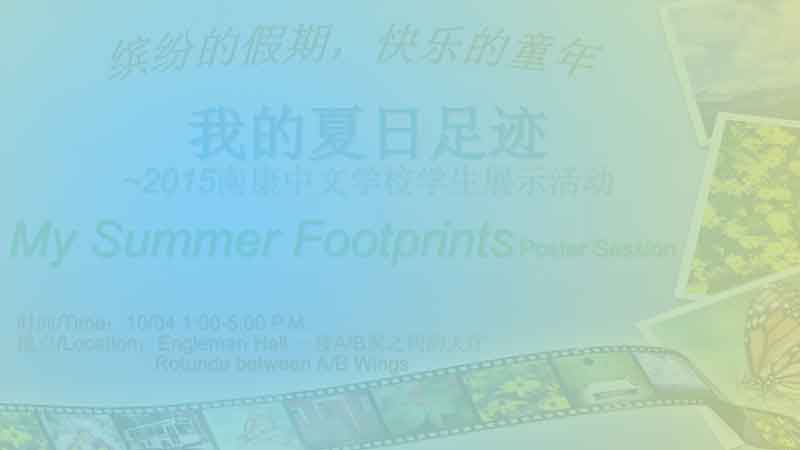 缤纷的假期，快乐的童年
我的夏日足迹
~2015南康中文学校学生展示活动
My Summer Footprints Poster Session
时间/Time：10/04 1:00-5:00 P.M.
地点/Location：Engleman Hall 一楼A/B翼之间的大厅
Rotunda between A/B Wings